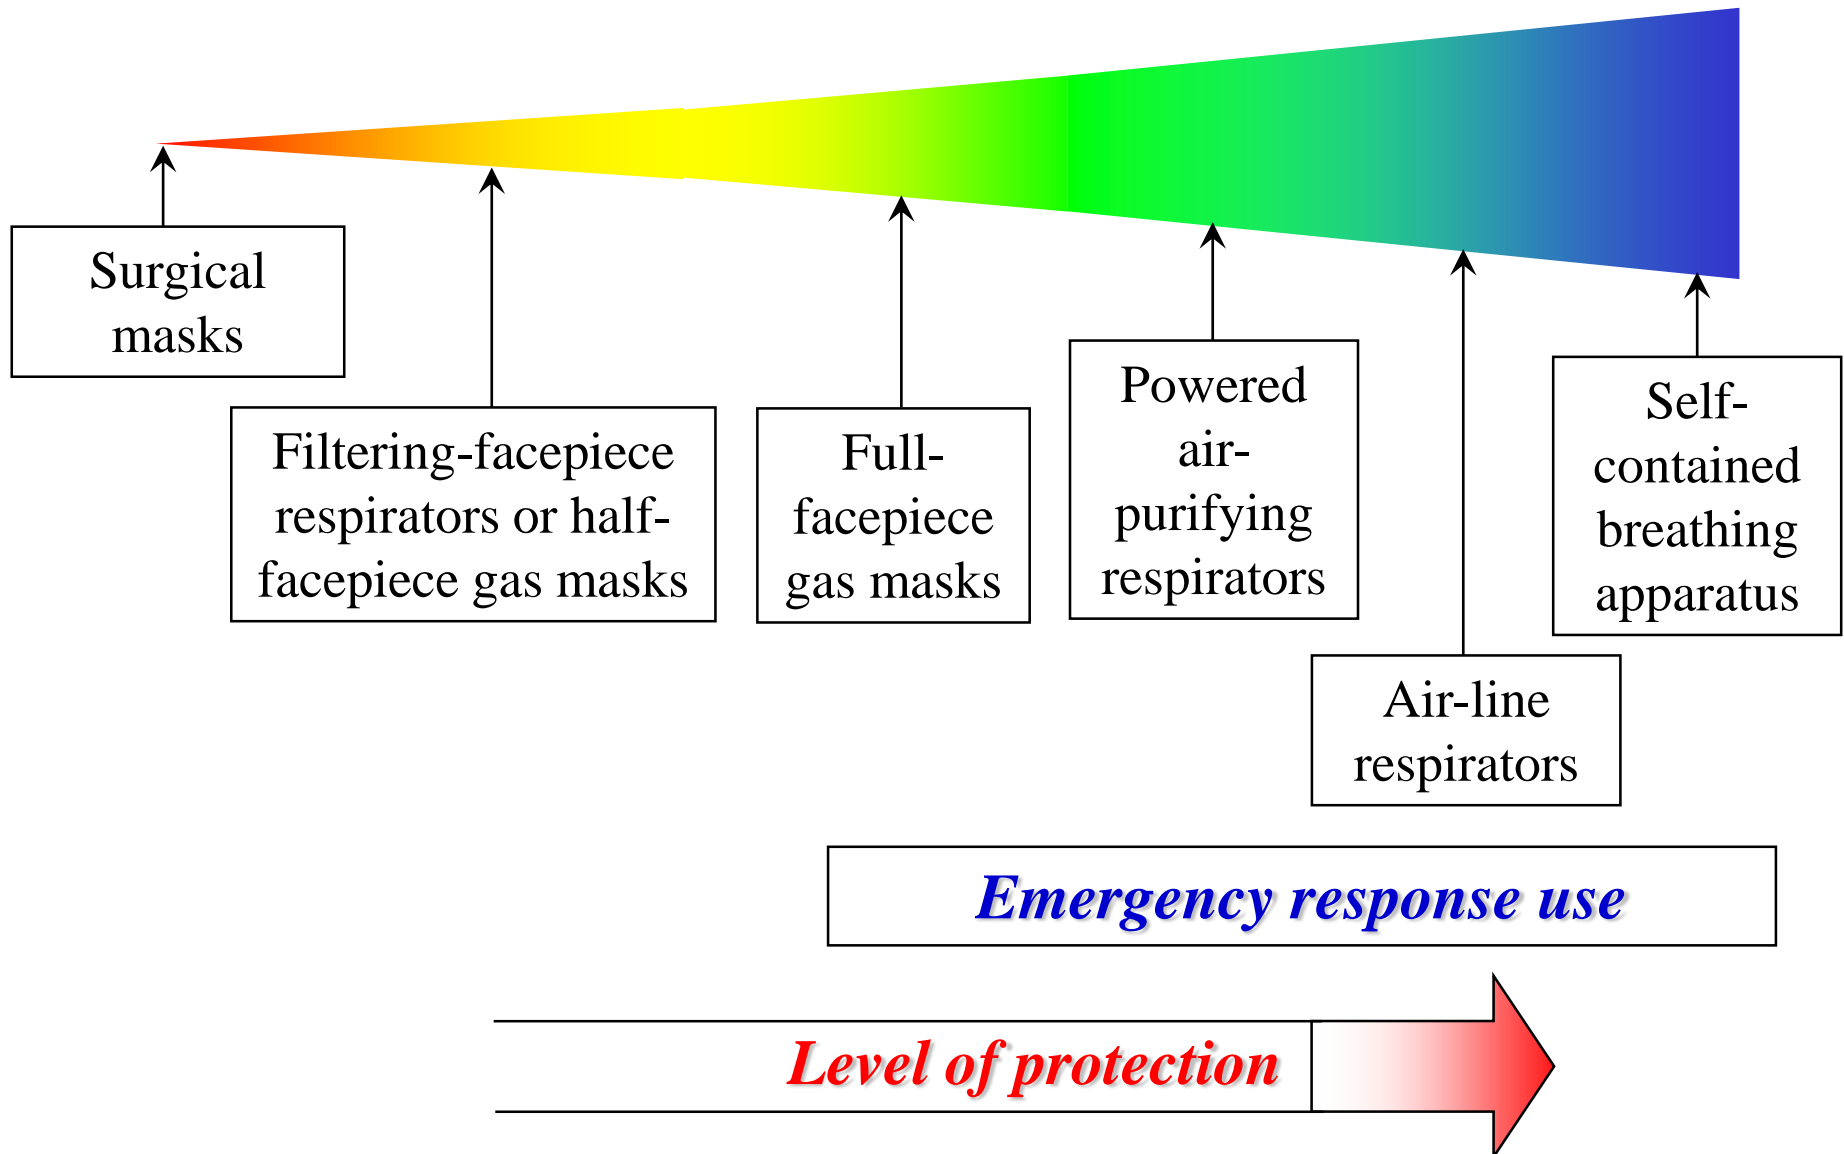 Surgical
masks
Filtering-facepiece
respirators or half-
facepiece gas masks
Full-
facepiece
gas masks
Powered
air-
purifying
respirators
Air-line
respirators
Self-
contained
breathing
apparatus
Emergency response use
Level of protection